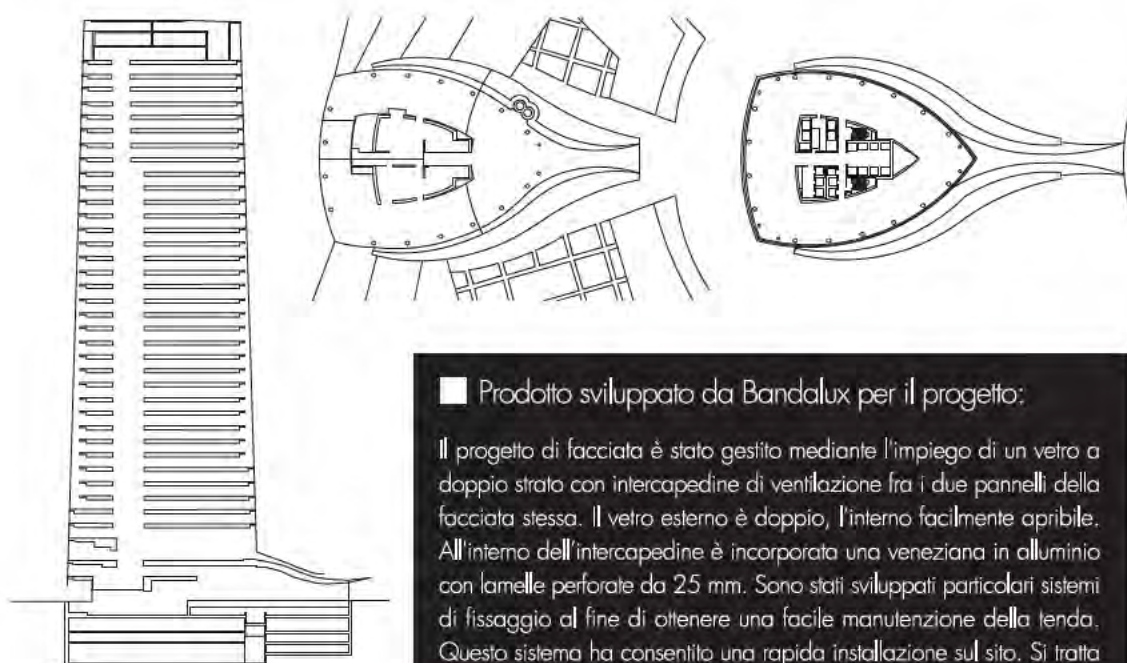 Prodotto sviluppato da Bandalux per il progetto:
Il progetto di facciata è stato gestito mediante l'impiego di un vetro a
doppio strato con intercapedine di ventilazione fra i due pannelli della
facciata stessa. Il vetro esterno è doppio, l'interno facilmente apribile.
All'interno dell'intercapedine è incorporata una veneziana in alluminio
con lamelle perforate da 25 mm. Sono stati sviluppati particolari sistemi
di fissaggio al fine di ottenere una facile manutenzione della tenda.
Questo sistema ha consentito una rapida installazione sul sito. Si tratta